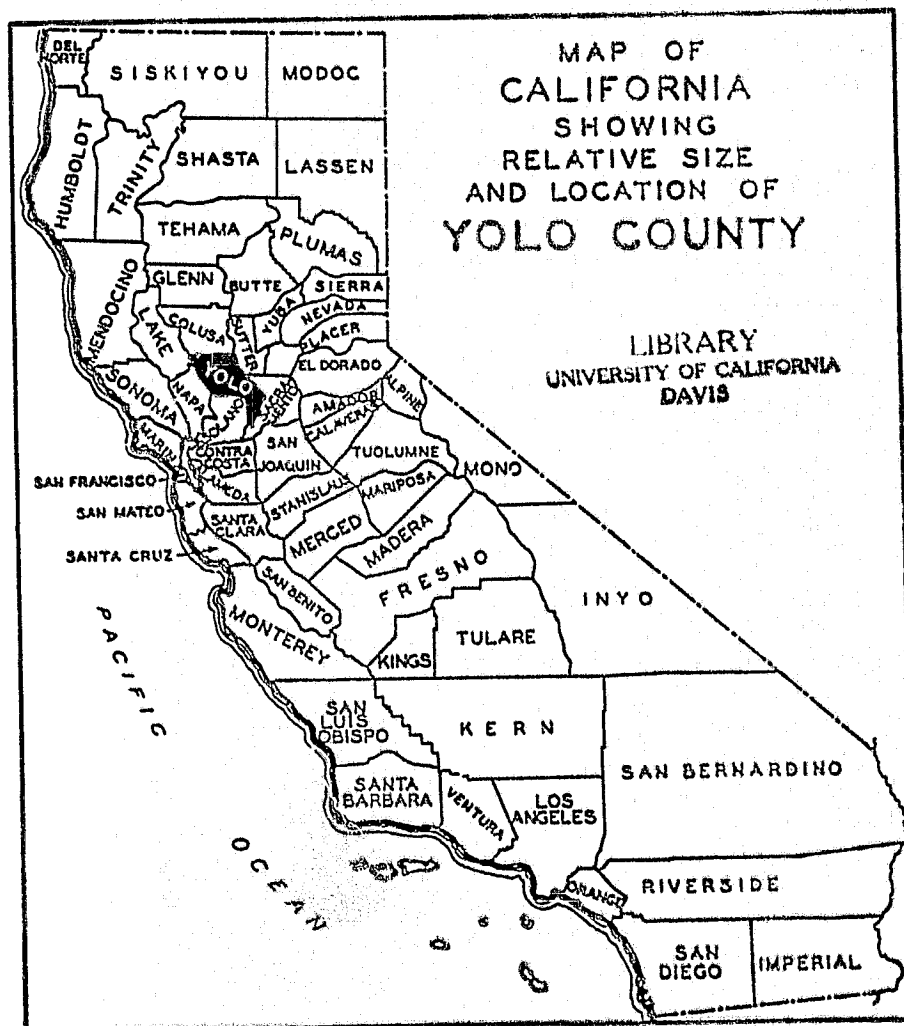 MAP OF
CALIFORNIA
SHOWING
RELATIVE SIZE
AND LOCATION OF
YOLO COUNTY
LIBRARY
UNIVERSITY OF CALIFORNIA
DAVIS
DEL
NORTE
SISKIYOU
MODOC
HUMBOLDT
TRINITY
SHASTA
LASSEN
TEHAMA
PLUMAS
MENDOCINO
GLENN
BUTTE
SIERRA
YUBA
NEVADA
COLUSA
SUTTER
PLACER
LAKE
YOLO
EL DORADO
SONOMA
NAPA
SOLANO
SACRA
MENTO
AMADOR
ALPINE
CALAVERAS
MARIN
CONTRA
COSTA
SAN
JOAQUIN
TUOLUMNE
MONO
SAN FRANCISCO
STANISLAUS
MARIPOSA
SAN MATEO
SANTA
CLARA
MERCED
MADERA
SANTA CRUZ
SAN BENITO
FRESNO
INYO
MONTEREY
KINGS
TULARE
PACIFIC
OCEAN
SAN
LUIS
OBISPO
KERN
SAN BERNARDINO
SANTA
BARBARA
VENTURA
LOS
ANGELES
ORANGE
RIVERSIDE
SAN
DIEGO
IMPERIAL